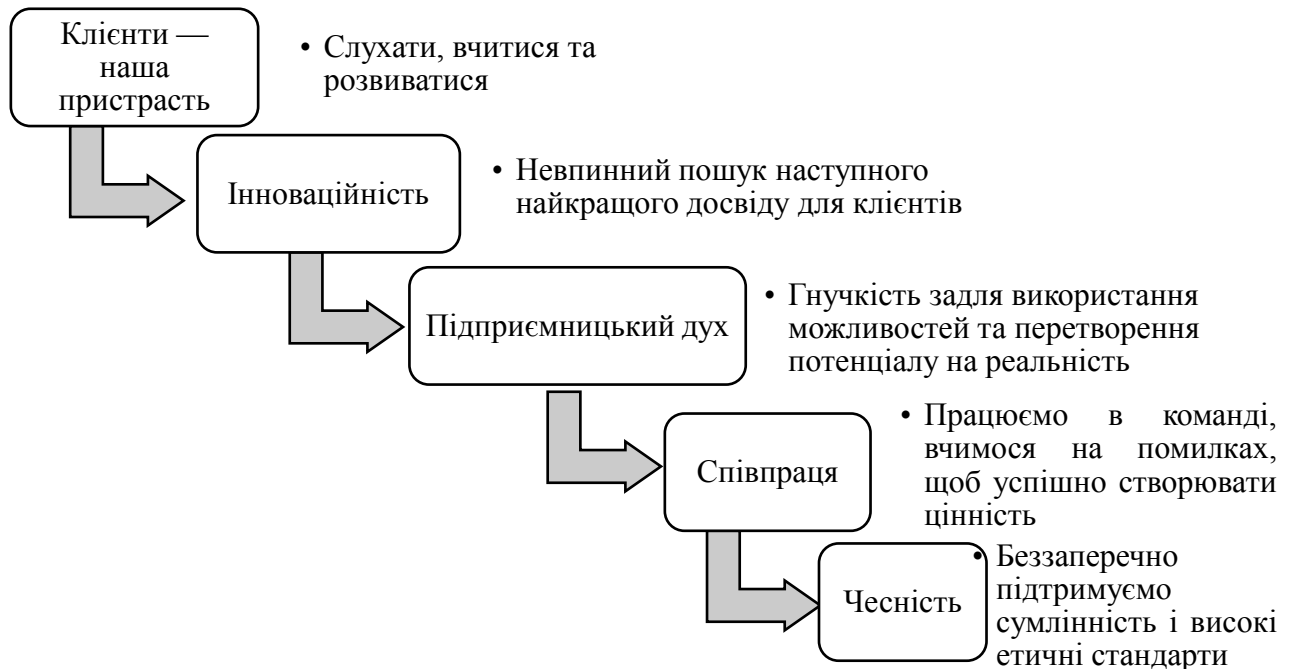 Клієнти —
наша
пристрасть
• Слухати, вчитися та
розвиватися
Інноваційність
• Невпинний пошук наступного
найкращого досвіду для клієнтів
Підприємницький дух
• Гнучкість задля використання
можливостей та перетворення
потенціалу на реальність
Співпраця
• Працюємо в команді,
вчимося на помилках,
щоб успішно створювати
цінність
Чесність
• Беззаперечно
підтримуємо
сумлінність і високі
етичні стандарти